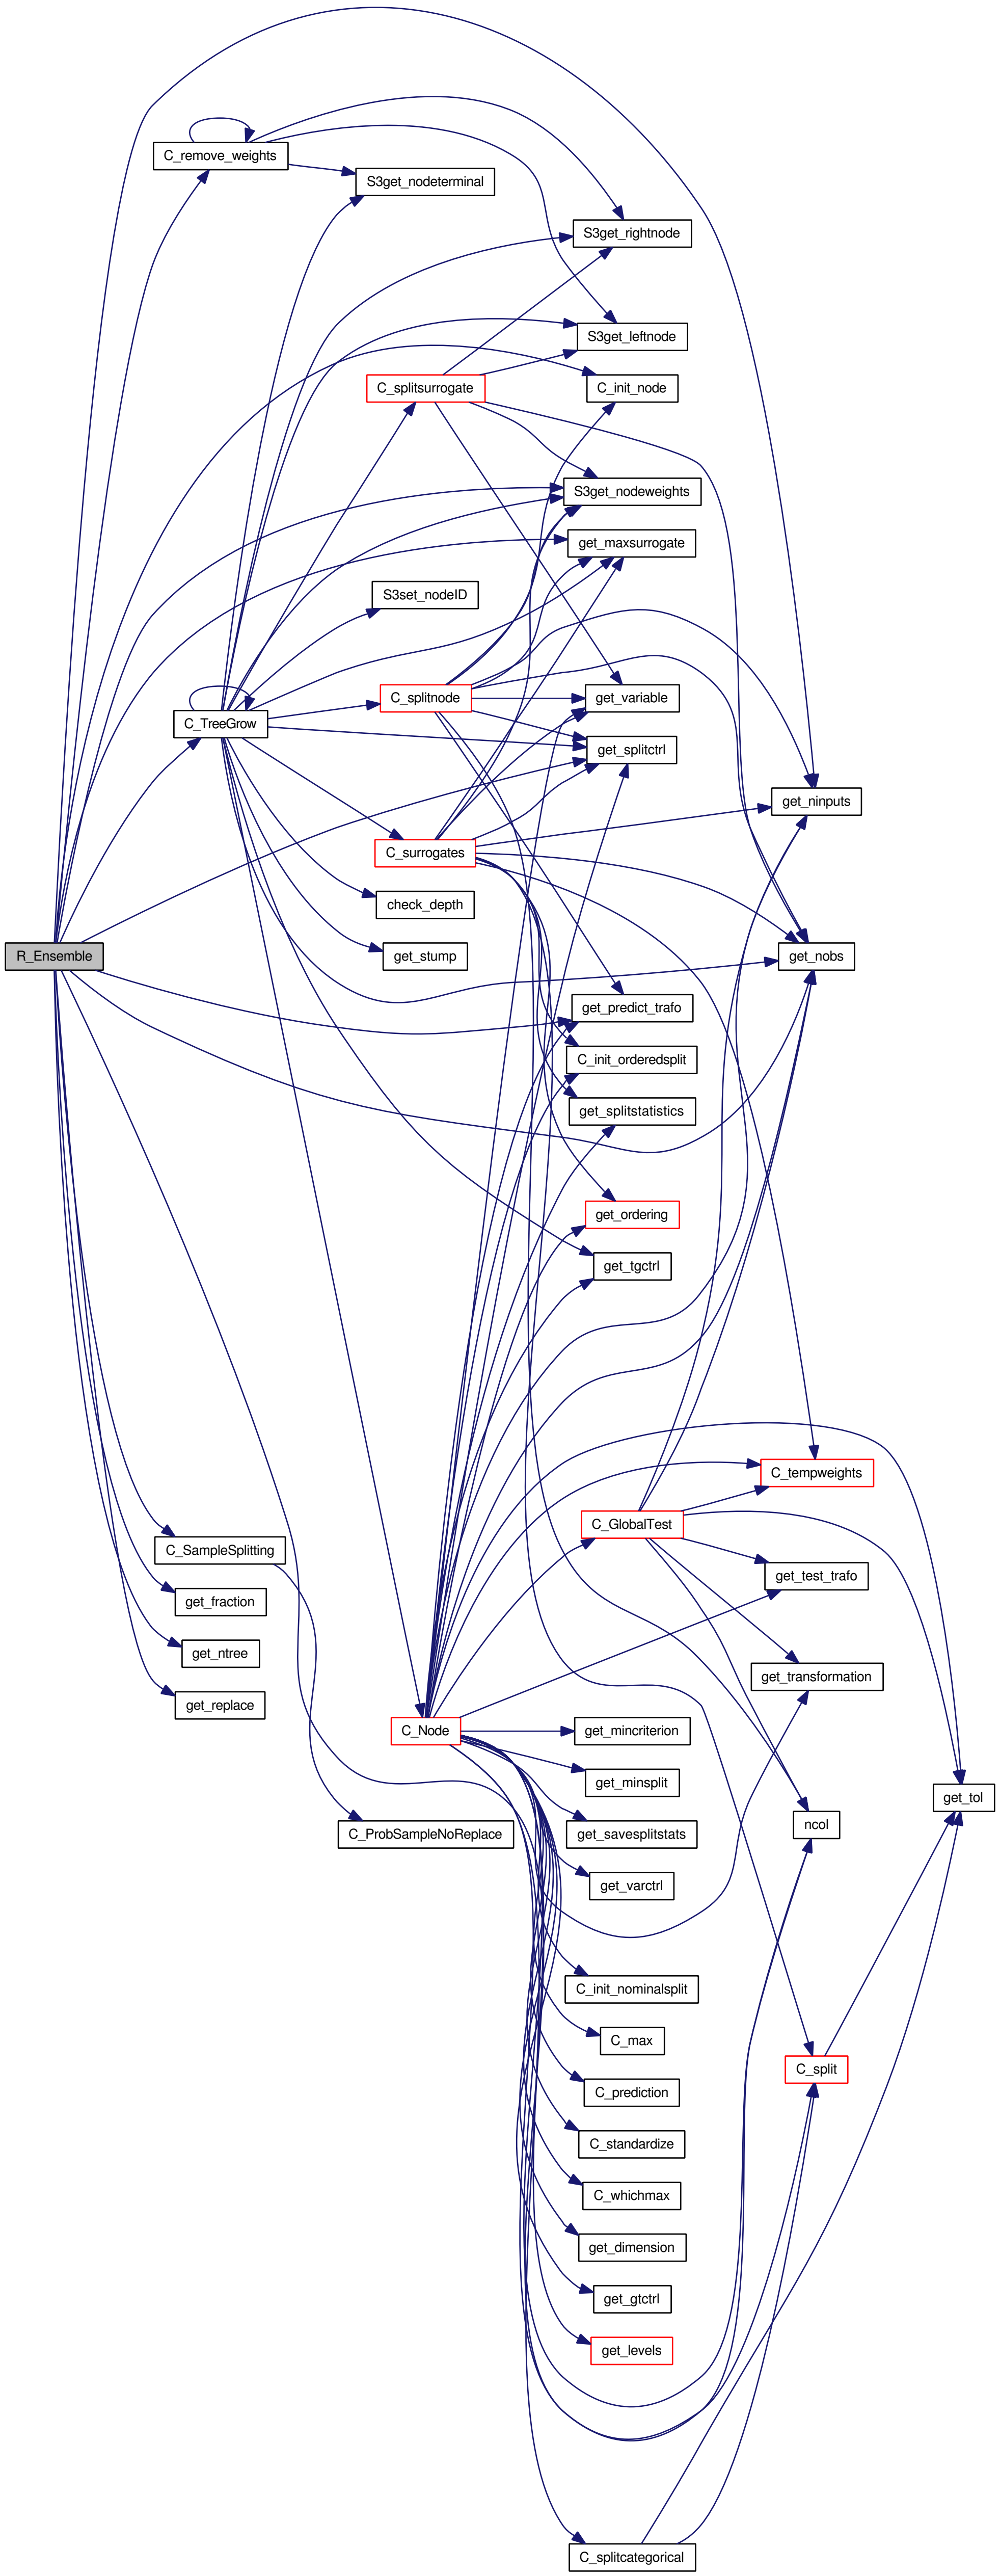 C_remove_weights
S3get_nodeterminal
S3get_rightnode
S3get_leftnode
C_splitsurrogate
C_init_node
S3get_nodeweights
get_maxsurrogate
S3set_nodeID
C_splitnode
get_variable
C_TreeGrow
get_splitctrl
get_ninputs
C_surrogates
check_depth
R_Ensemble
get_stump
get_nobs
get_predict_trafo
C_init_orderedsplit
get_splitstatistics
get_ordering
get_tgctrl
C_tempweights
C_GlobalTest
C_SampleSplitting
get_test_trafo
get_fraction
get_ntree
get_transformation
get_replace
C_Node
get_mincriterion
get_minsplit
get_tol
ncol
C_ProbSampleNoReplace
get_savesplitstats
get_varctrl
C_init_nominalsplit
C_max
C_split
C_prediction
C_standardize
C_whichmax
get_dimension
get_gtctrl
get_levels
C_splitcategorical